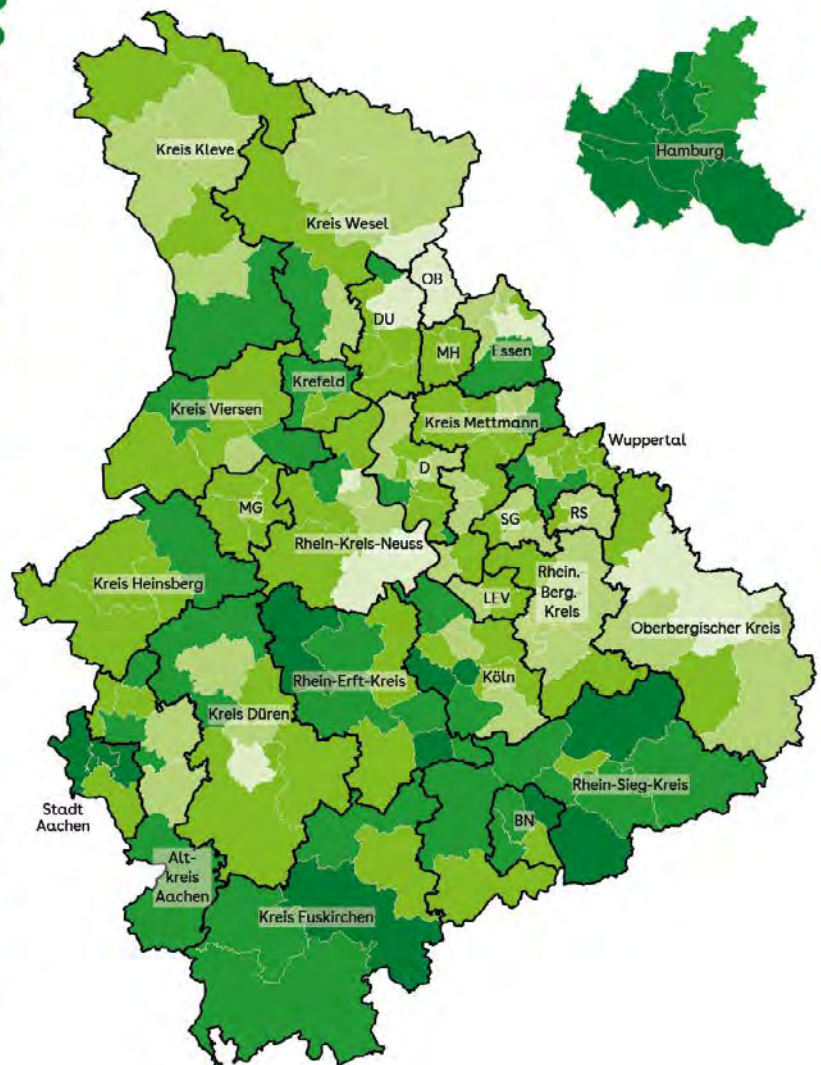 Kreis Kleve
Hamburg
Kreis Wesel
OB
DU
MH
Essen
Krefeld
Kreis Viersen
Kreis Mettmann
Wuppertal
D
MG
SG
RS
Rhein-Kreis-Neuss
Kreis Heinsberg
LEV
Rhein.
Berg.
Kreis
Oberbergischer Kreis
Rhein-Erft-Kreis
Köln
Kreis Düren
Rhein-Sieg-Kreis
Stadt
Aachen
BN
Alt-
kreis
Aachen
Kreis Euskirchen